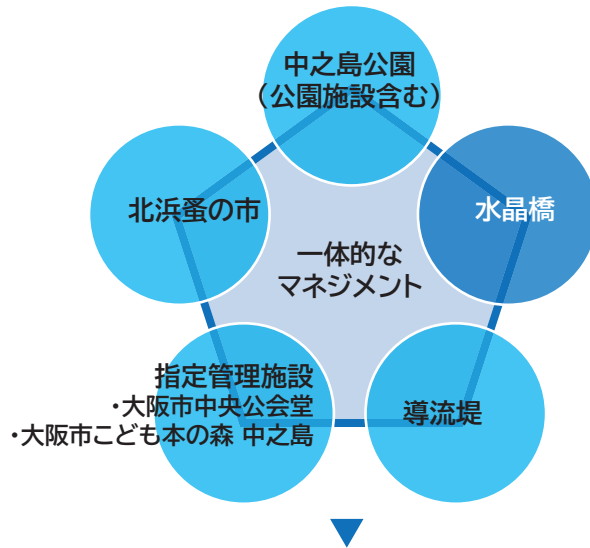 中之島公園
（公園施設含む）
北浜蚤の市
水晶橋
一体的な
マネジメント
指定管理施設
・大阪市中央公会堂
・大阪市こども本の森 中之島
導流堤